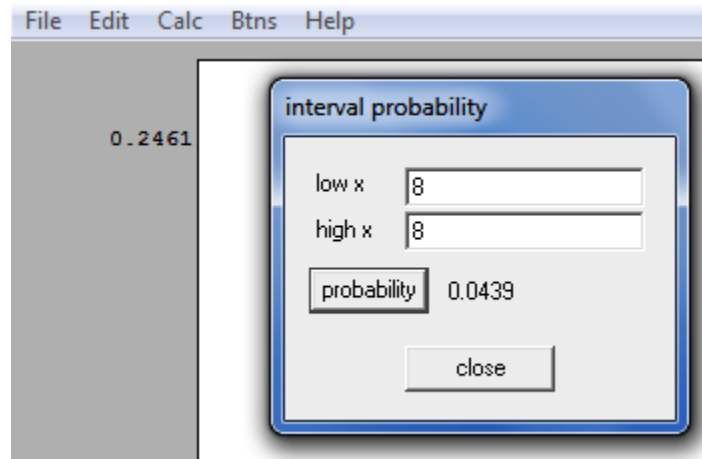 File Edit Calc Btns Help
0.2461
interval probability
low x 8
high x 8
probability 0.0439
close